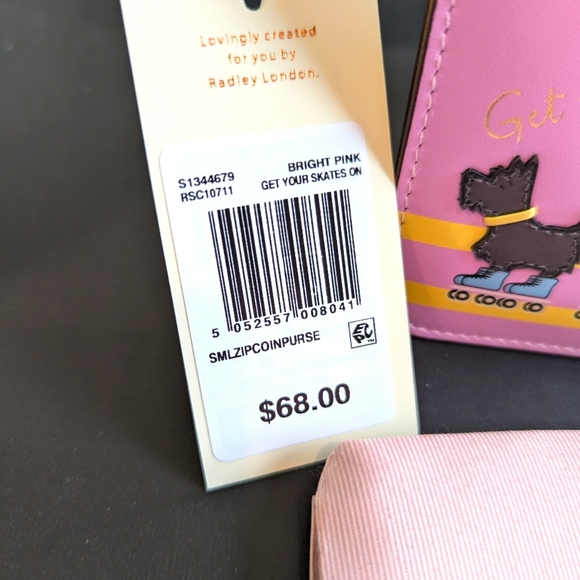 Lovingly created
for you by
Radley London.
S1344679 BRIGHT PINK
RSC10711 GET YOUR SKATES ON
5 052557 008041
SMLZIPCOINPURSE
EPC™
$68.00
Get